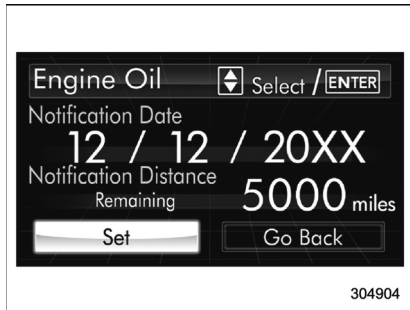 Engine Oil Select / ENTER
Notification Date
12 / 12 / 20XX
Notification Distance
Remaining 5000 miles
Set Go Back
304904